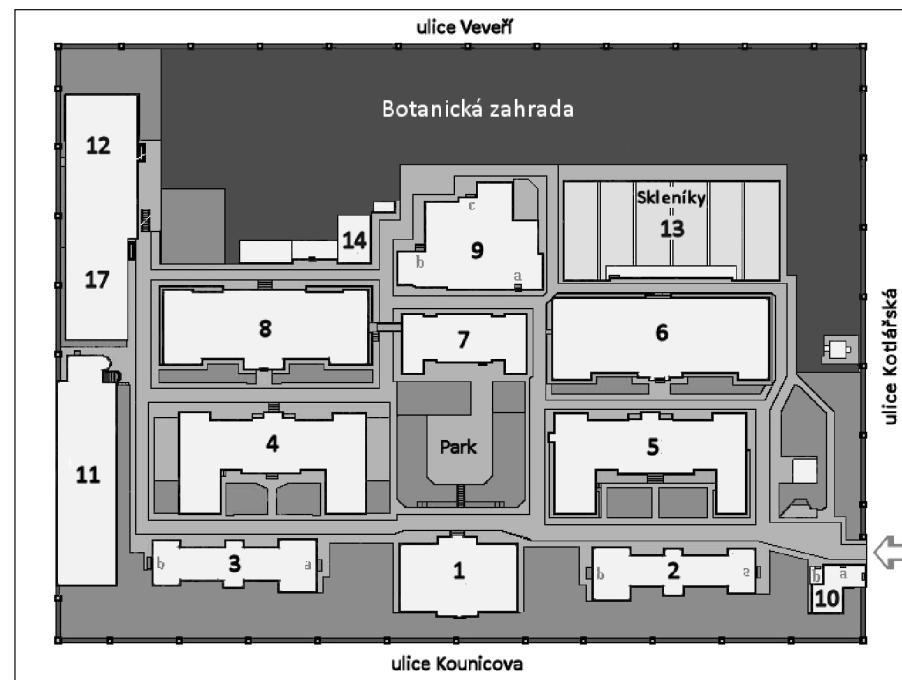 ulice Veveří
Botanická zahrada
12
Skleníky
c
14
13
9
b
a
17
8
7
6
ulice Kotlářská
4
Park
5
11
b
3
a
1
b
2
a
b
a
10
ulice Kounicova